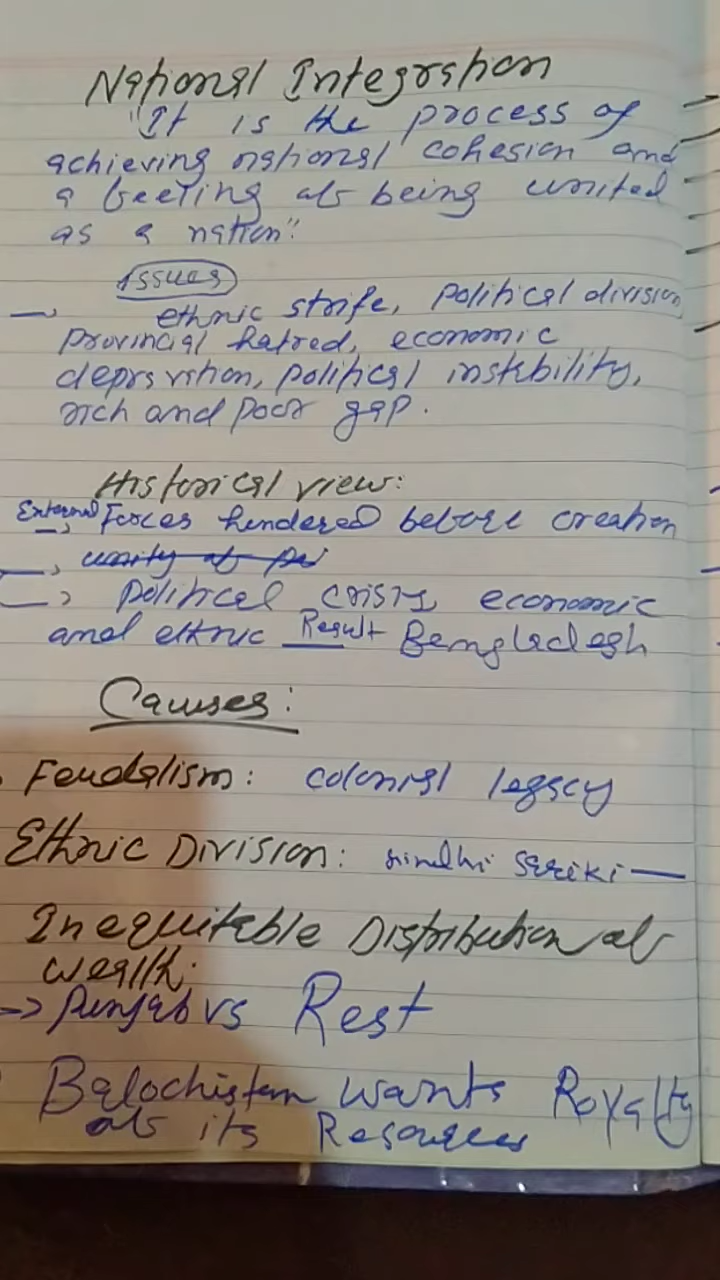 National Integration
"It is the process of
achieving national cohesion and
a feeling of being united
as a nation".
Issues
→ ethnic strife, political division,
provincial hatred, economic
deprivation, political instability,
rich and poor gap.
Historical view:
External Forces hindered before creation
→ unity of
→ political crisis, economic
and ethnic Result Bangladesh
Causes:
Feudalism: colonial legacy
Ethnic Division: sindhi Sariki —
Inequitable Distribution of
wealth:
→ Punjab vs Rest
Balochistan wants Royalty
of its Resources